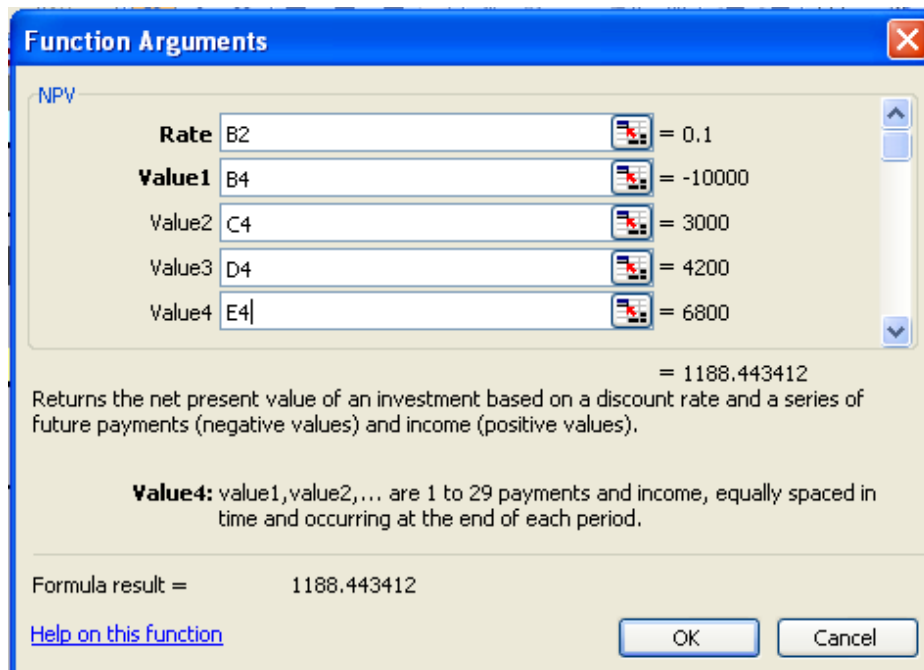 Function Arguments
NPV
Rate B2 = 0.1
Value1 B4 = -10000
Value2 C4 = 3000
Value3 D4 = 4200
Value4 E4 = 6800
= 1188.443412
Returns the net present value of an investment based on a discount rate and a series of
future payments (negative values) and income (positive values).
Value4: value1,value2,... are 1 to 29 payments and income, equally spaced in
time and occurring at the end of each period.
Formula result = 1188.443412
Help on this function OK Cancel